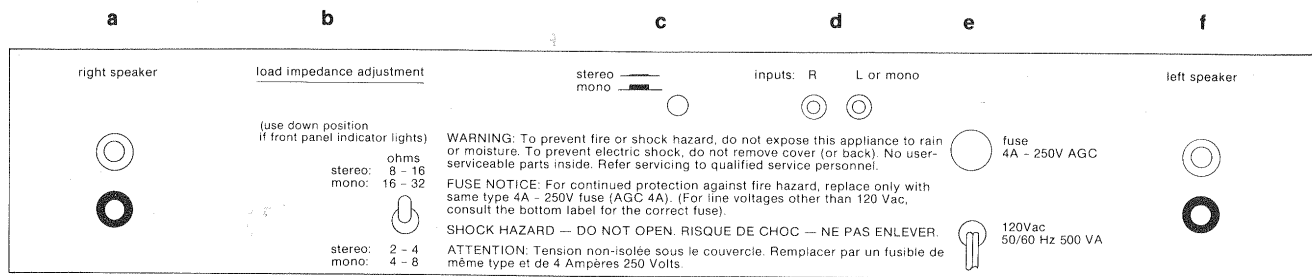 a b c d e f
right speaker
load impedance adjustment
(use down position
if front panel indicator lights)
ohms
stereo: 8 – 16
mono: 16 – 32
stereo: 2 – 4
mono: 4 – 8
stereo
mono
inputs: R L or mono
WARNING: To prevent fire or shock hazard, do not expose this appliance to rain
or moisture. To prevent electric shock, do not remove cover (or back). No user-
serviceable parts inside. Refer servicing to qualified service personnel.
FUSE NOTICE: For continued protection against fire hazard, replace only with
same type 4A - 250V fuse (AGC 4A). (For line voltages other than 120 Vac,
consult the bottom label for the correct fuse).
SHOCK HAZARD — DO NOT OPEN. RISQUE DE CHOC — NE PAS ENLEVER.
ATTENTION: Tension non-isolée sous le couvercle. Remplacer par un fusible de
même type et de 4 Ampères 250 Volts.
fuse
4A - 250V AGC
120Vac
50/60 Hz 500 VA
left speaker